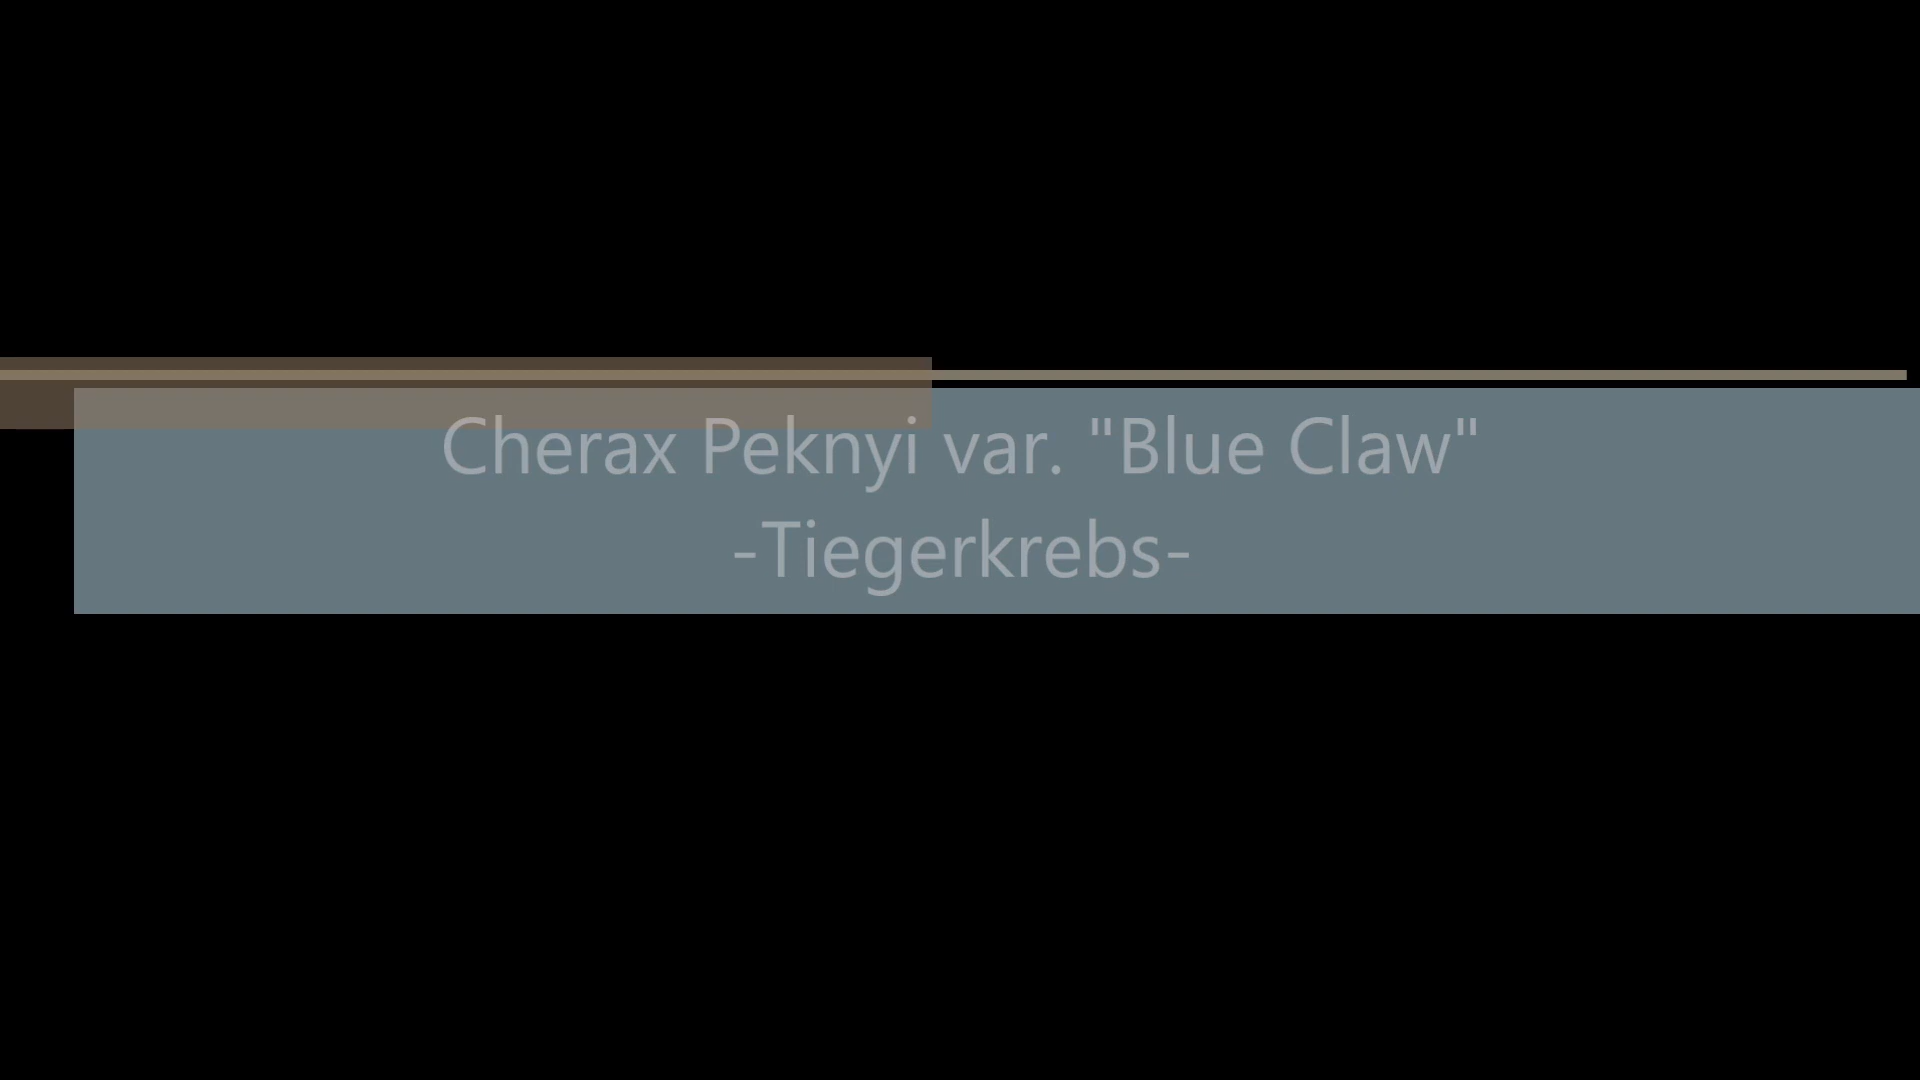 Cherax Peknyi var. "Blue Claw"
-Tiegerkrebs-